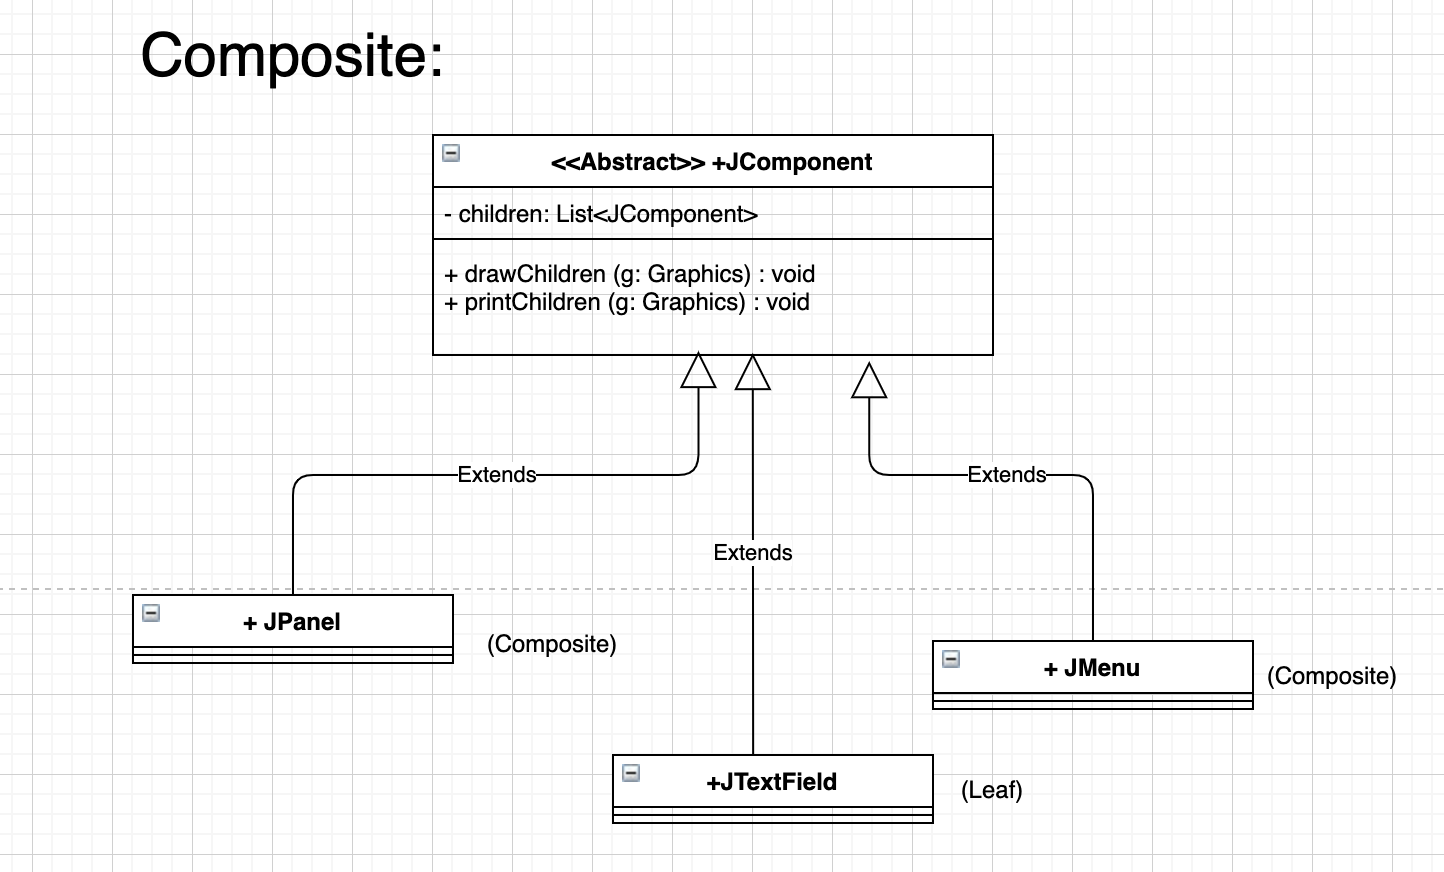 Composite:
<<Abstract>> +JComponent
- children: List<JComponent>
+ drawChildren (g: Graphics) : void
+ printChildren (g: Graphics) : void
Extends
Extends
Extends
+ JPanel
(Composite)
+ JMenu
(Composite)
+JTextField
(Leaf)